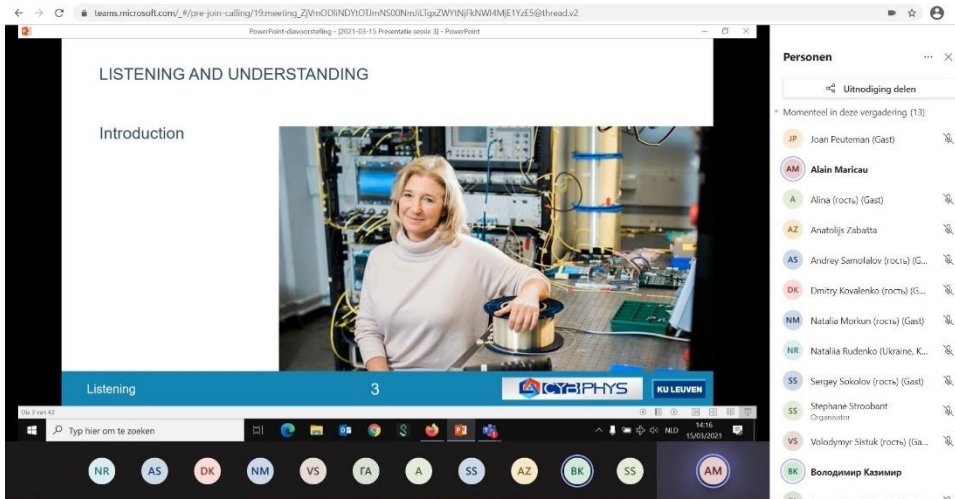 teams.microsoft.com/_#/pre-join-calling/19:meeting_ZjVmODliNDYtOTJmNS00NmJiLTgxZWYtNjFkNWI4MjE1YzE5@thread.v2
PowerPoint-diavoorstelling - [2021-03-15 Presentatie sessie 3] - PowerPoint
LISTENING AND UNDERSTANDING
Introduction
Listening
3
CYBPHYS
KU LEUVEN
Dia 3 van 42
Typ hier om te zoeken
NLD
14:16
15/03/2021
NR
AS
DK
NM
VS
ГА
A
SS
AZ
BK
SS
AM
Personen
Uitnodiging delen
Momenteel in deze vergadering (13)
JP Joan Peuteman (Gast)
AM Alain Maricau
A Alina (гость) (Gast)
AZ Anatolijs Zabašta
AS Andrey Samofalov (гость) (G...
DK Dmitry Kovalenko (гость) (G...
NM Natalia Morkun (гость) (Gast)
NR Nataliia Rudenko (Ukraine, K...
SS Sergey Sokolov (гость) (Gast)
SS Stephane Stroobant
Organisator
VS Volodymyr Sistuk (гость) (Ga...
BK Володимир Казимир